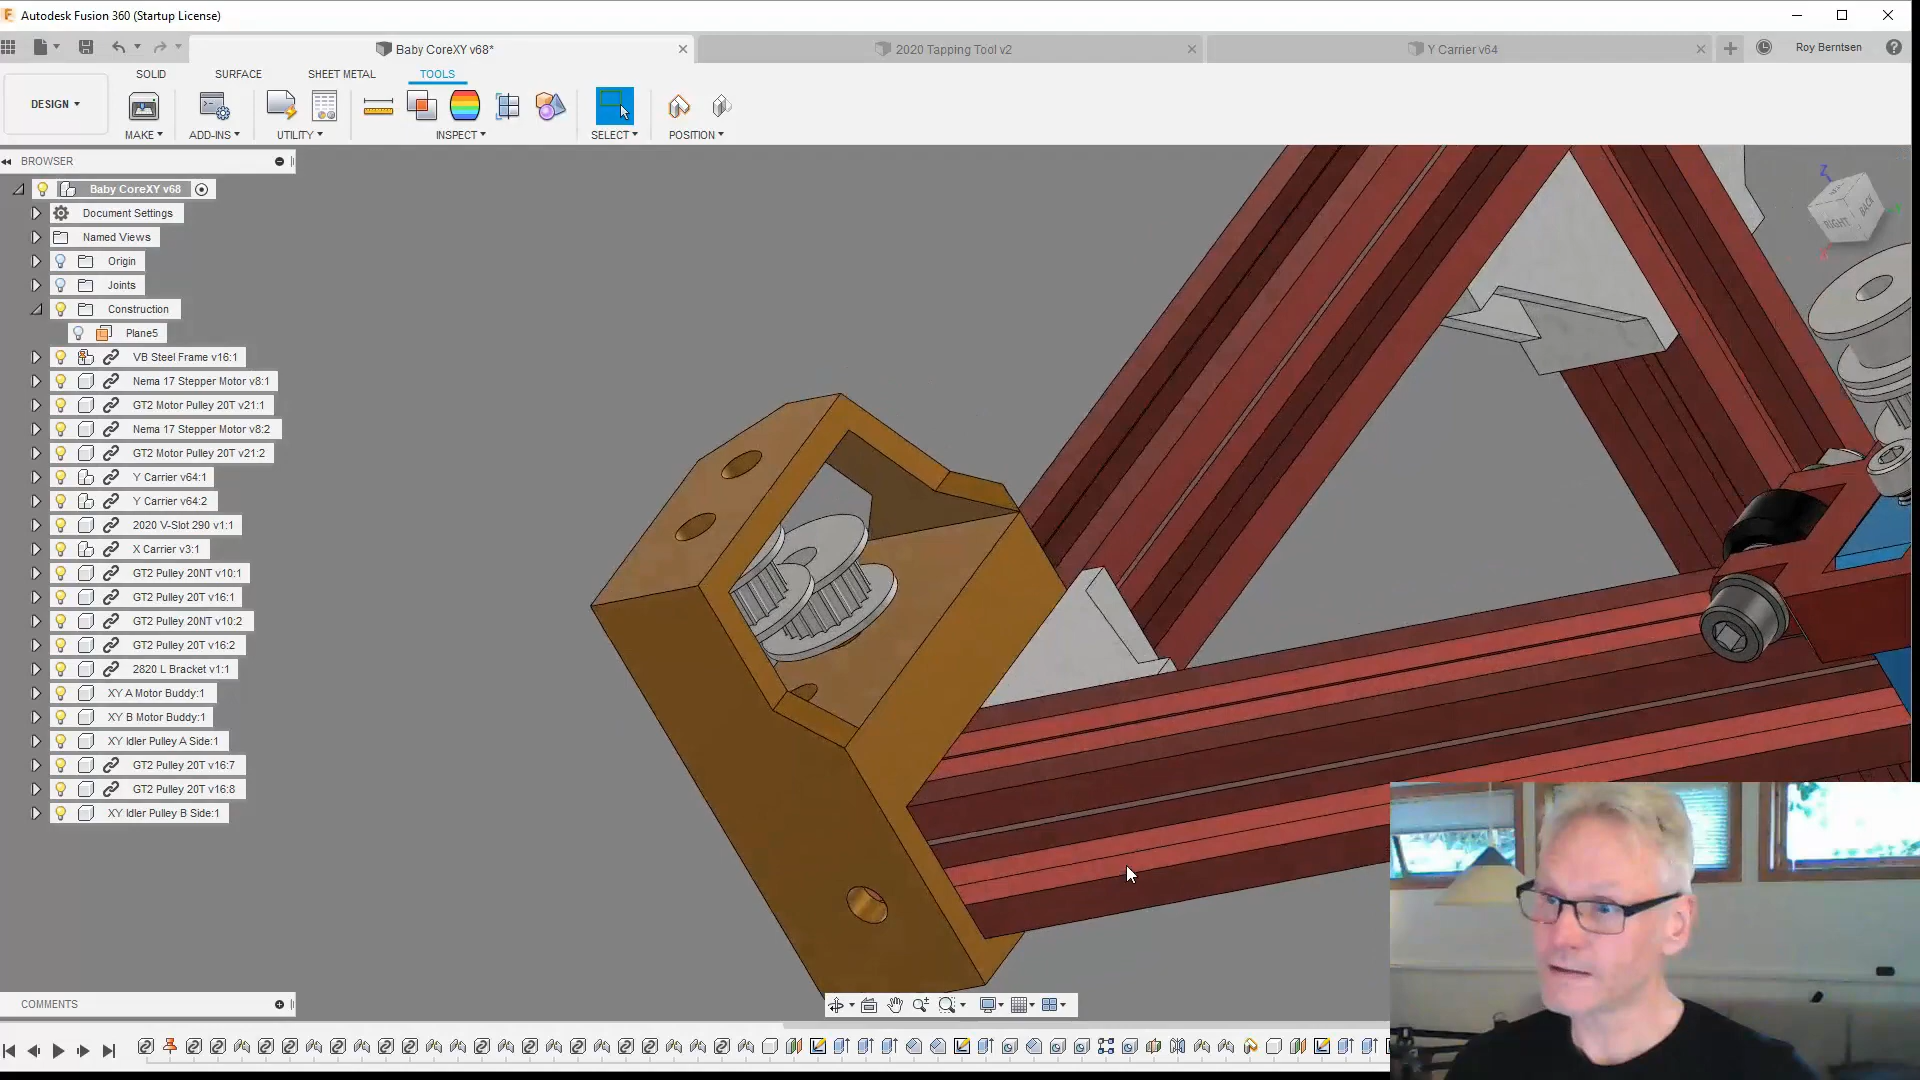 Autodesk Fusion 360 (Startup License)
Baby CoreXY v68*
2020 Tapping Tool v2
Y Carrier v64
Roy Berntsen
SOLID
SURFACE
SHEET METAL
TOOLS
DESIGN
MAKE
ADD-INS
UTILITY
INSPECT
SELECT
POSITION
BROWSER
Baby CoreXY v68
Document Settings
Named Views
Origin
Joints
Construction
Plane5
VB Steel Frame v16:1
Nema 17 Stepper Motor v8:1
GT2 Motor Pulley 20T v21:1
Nema 17 Stepper Motor v8:2
GT2 Motor Pulley 20T v21:2
Y Carrier v64:1
Y Carrier v64:2
2020 V-Slot 290 v1:1
X Carrier v3:1
GT2 Pulley 20NT v10:1
GT2 Pulley 20T v16:1
GT2 Pulley 20NT v10:2
GT2 Pulley 20T v16:2
2820 L Bracket v1:1
XY A Motor Buddy:1
XY B Motor Buddy:1
XY Idler Pulley A Side:1
GT2 Pulley 20T v16:7
GT2 Pulley 20T v16:8
XY Idler Pulley B Side:1
Z
RIGHT
BACK
COMMENTS